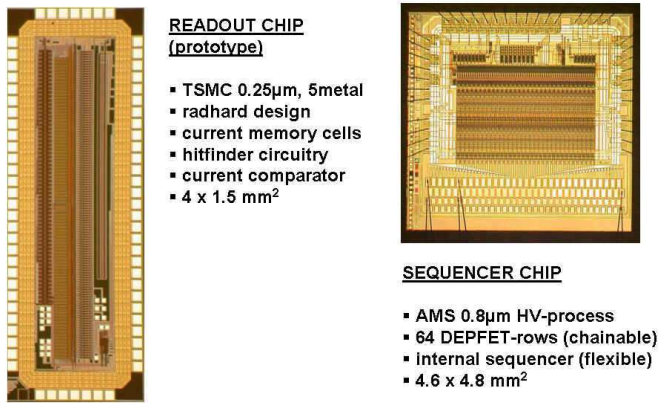 READOUT CHIP
(prototype)
▪ TSMC 0.25µm, 5metal
▪ radhard design
▪ current memory cells
▪ hitfinder circuitry
▪ current comparator
▪ 4 x 1.5 mm²
SEQUENCER CHIP
▪ AMS 0.8µm HV-process
▪ 64 DEPFET-rows (chainable)
▪ internal sequencer (flexible)
▪ 4.6 x 4.8 mm²